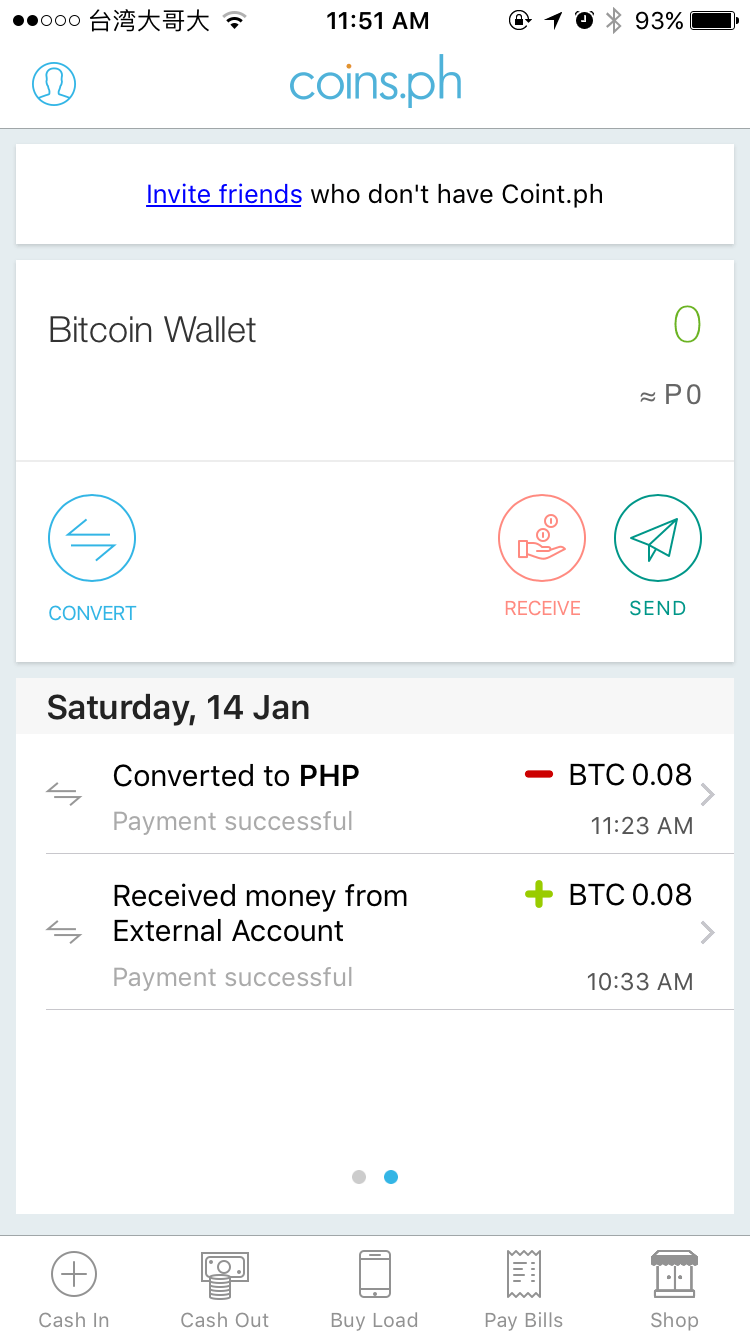 台湾大哥大 11:51 AM 93%
coins.ph
Invite friends who don't have Coint.ph
Bitcoin Wallet 0
≈ P0
CONVERT RECEIVE SEND
Saturday, 14 Jan
Converted to PHP BTC 0.08
Payment successful 11:23 AM
Received money from BTC 0.08
External Account
Payment successful 10:33 AM
Cash In Cash Out Buy Load Pay Bills Shop